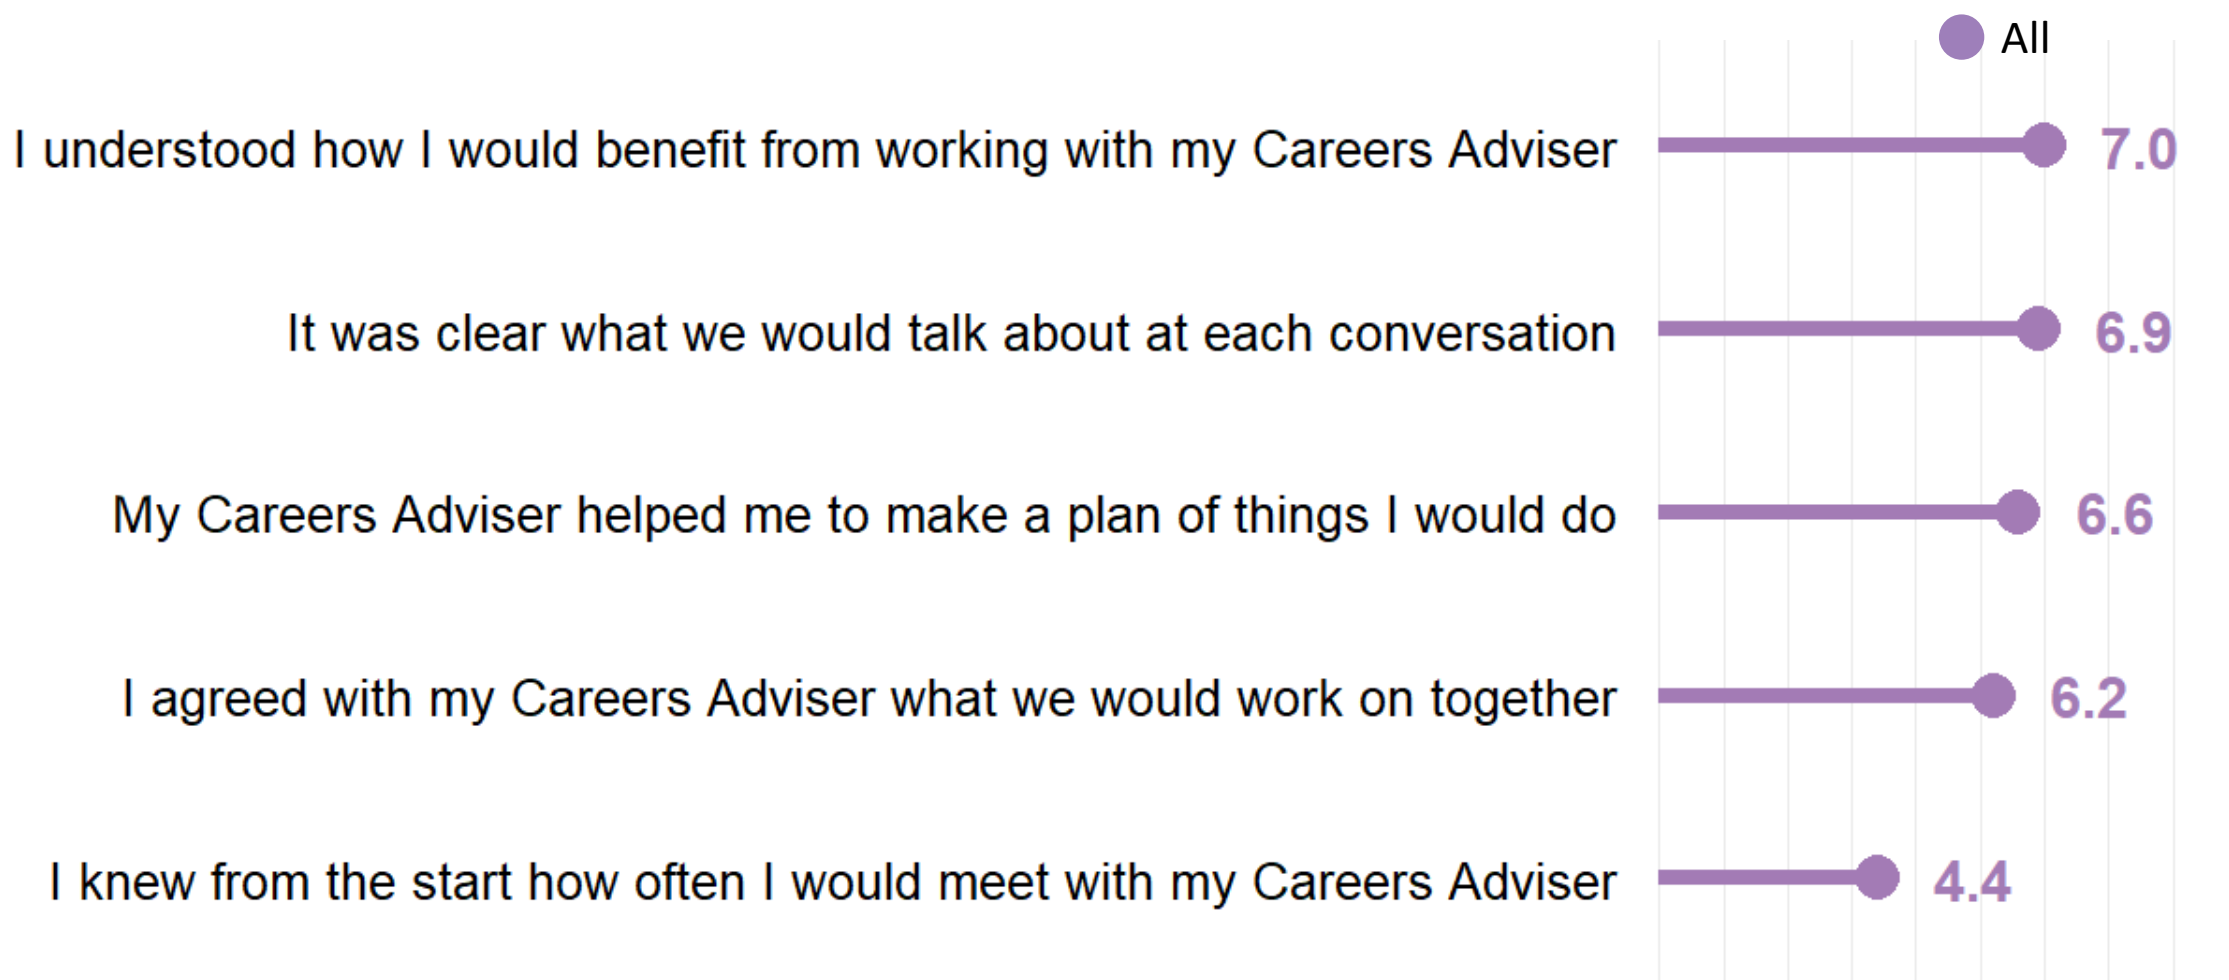 All
I understood how I would benefit from working with my Careers Adviser 7.0
It was clear what we would talk about at each conversation 6.9
My Careers Adviser helped me to make a plan of things I would do 6.6
I agreed with my Careers Adviser what we would work on together 6.2
I knew from the start how often I would meet with my Careers Adviser 4.4